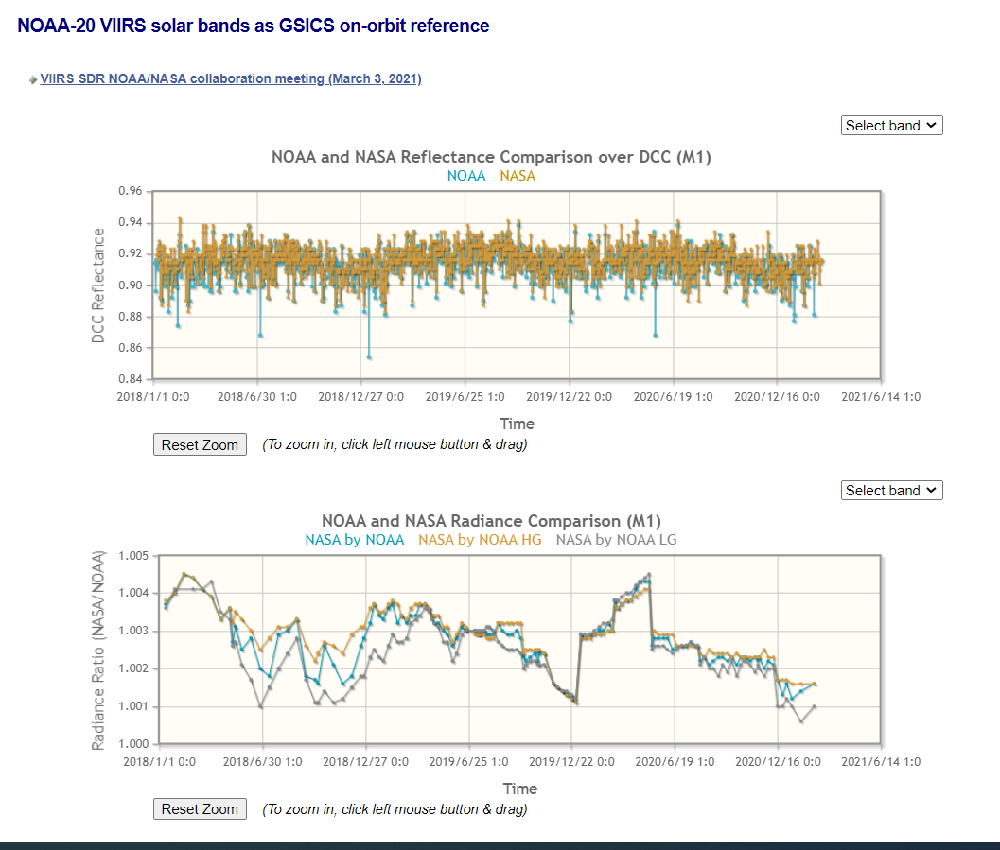 NOAA-20 VIIRS solar bands as GSICS on-orbit reference
VIIRS SDR NOAA/NASA collaboration meeting (March 3, 2021)
Select band
NOAA and NASA Reflectance Comparison over DCC (M1)
NOAA NASA
DCC Reflectance
0.96
0.94
0.92
0.90
0.88
0.86
0.84
2018/1/1 0:0 2018/6/30 1:0 2018/12/27 0:0 2019/6/25 1:0 2019/12/22 0:0 2020/6/19 1:0 2020/12/16 0:0 2021/6/14 1:0
Time
Reset Zoom (To zoom in, click left mouse button & drag)
Select band
NOAA and NASA Radiance Comparison (M1)
NASA by NOAA NASA by NOAA HG NASA by NOAA LG
Radiance Ratio (NASA/NOAA)
1.005
1.004
1.003
1.002
1.001
1.000
2018/1/1 0:0 2018/6/30 1:0 2018/12/27 0:0 2019/6/25 1:0 2019/12/22 0:0 2020/6/19 1:0 2020/12/16 0:0 2021/6/14 1:0
Time
Reset Zoom (To zoom in, click left mouse button & drag)